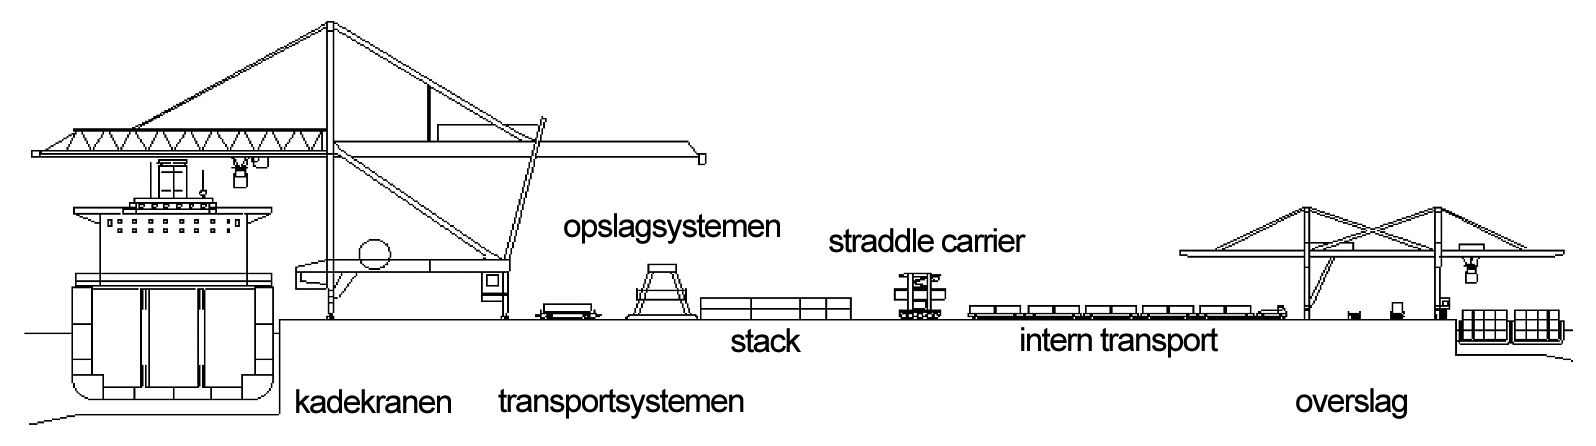 opslagsystemen
straddle carrier
stack
intern transport
kadekranen
transportsystemen
overslag